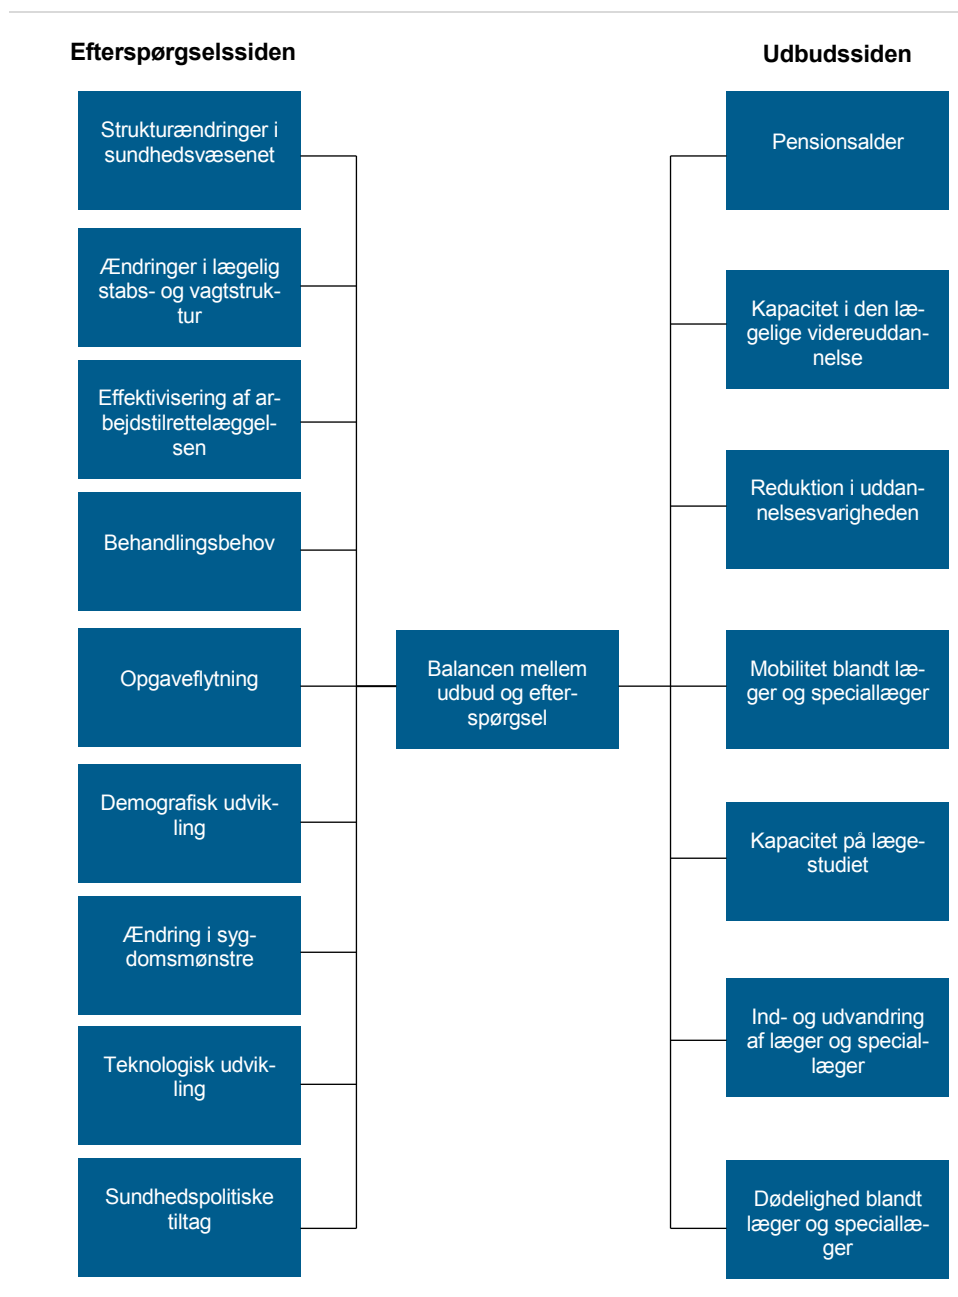 Efterspørgselssiden
Strukturændringer i
sundhedsvæsenet
Ændringer i lægelig
stabs- og vagtstruk-
tur
Effektivisering af ar-
bejdstilrettelæggel-
sen
Behandlingsbehov
Opgaveflytning
Demografisk udvik-
ling
Ændring i syg-
domsmønstre
Teknologisk udvik-
ling
Sundhedspolitiske
tiltag
Balancen mellem
udbud og efter-
spørgsel
Udbudssiden
Pensionsalder
Kapacitet i den læ-
gelige videreuddan-
nelse
Reduktion i uddan-
nelsesvarigheden
Mobilitet blandt læ-
ger og speciallæger
Kapacitet på læge-
studiet
Ind- og udvandring
af læger og special-
læger
Dødelighed blandt
læger og speciallæ-
ger